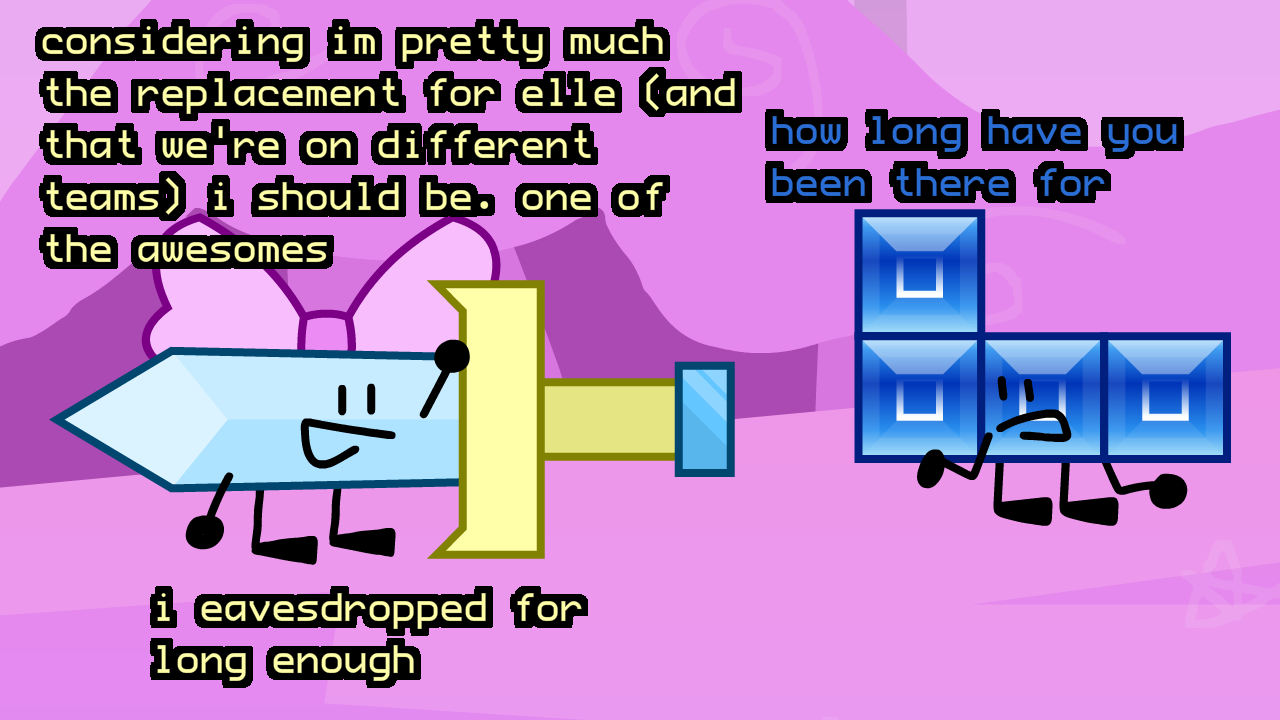 considering im pretty much
the replacement for elle (and
that we're on different
teams) i should be. one of
the awesomes
how long have you
been there for
i eavesdropped for
long enough